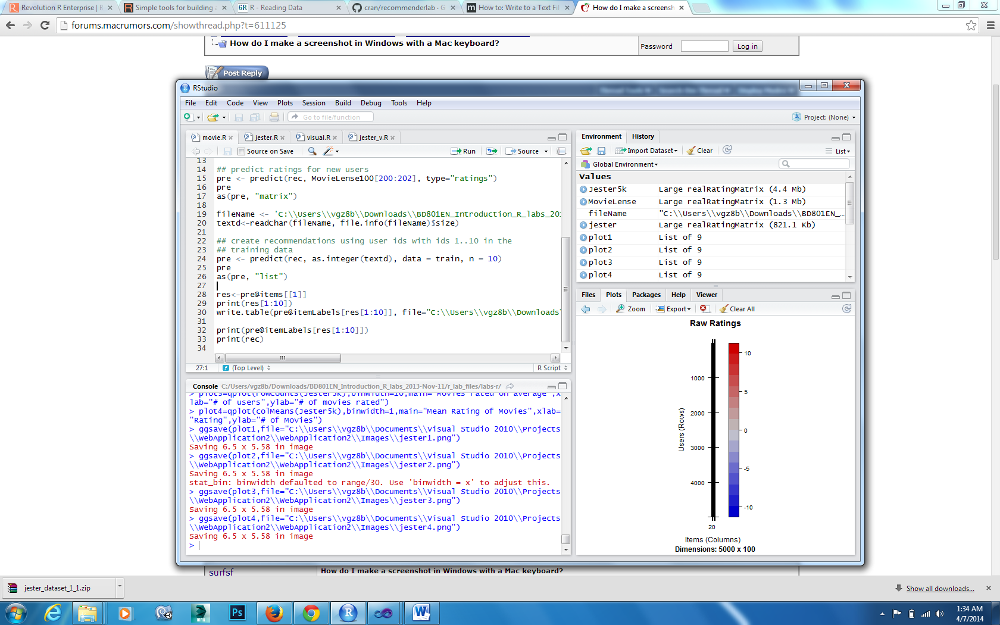 Revolution R Enterprise | R
Simple tools for building a
R - Reading Data
cran/recommenderlab · G
How to: Write to a Text Fil
How do I make a screensh
forums.macrumors.com/showthread.php?t=611125
How do I make a screenshot in Windows with a Mac keyboard?
Password
Log in
Post Reply
RStudio
File Edit Code View Plots Session Build Debug Tools Help
Go to file/function
Project: (None)
movie.R
jester.R
visual.R
jester_v.R
Source on Save
Run
Source
13
14 ## predict ratings for new users
15 pre <- predict(rec, MovieLense100[200:202], type="ratings")
16 pre
17 as(pre, "matrix")
18
19 fileName <- 'C:\\Users\\vgz8b\\Downloads\\BD801EN_Introduction_R_labs_201
20 textd<-readChar(fileName, file.info(fileName)$size)
21
22 ## create recommendations using user ids with ids 1..10 in the
23 ## training data
24 pre <- predict(rec, as.integer(textd), data = train, n = 10)
25 pre
26 as(pre, "list")
27
28 res<-pre@items[[1]]
29 print(res[1:10])
30 write.table(pre@itemLabels[res[1:10]], file="C:\\Users\\vgz8b\\Downloads\
31
32 print(pre@itemLabels[res[1:10]])
33 print(rec)
34
27:1
(Top Level)
R Script
Console C:/Users/vgz8b/Downloads/BD801EN_Introduction_R_labs_2013-Nov-11/r_lab_files/labs-r/
> plot3=qplot(rowCounts(Jester5k),binwidth=10,main="Movies rated on average",x
lab="# of users",ylab="# of movies rated")
> plot4=qplot(colMeans(Jester5k),binwidth=1,main="Mean Rating of Movies",xlab=
"Rating",ylab="# of Movies")
> ggsave(plot1,file="C:\\Users\\vgz8b\\Documents\\Visual Studio 2010\\Projects
\\WebApplication2\\WebApplication2\\Images\\jester1.png")
Saving 6.5 x 5.58 in image
> ggsave(plot2,file="C:\\Users\\vgz8b\\Documents\\Visual Studio 2010\\Projects
\\WebApplication2\\WebApplication2\\Images\\jester2.png")
Saving 6.5 x 5.58 in image
stat_bin: binwidth defaulted to range/30. Use 'binwidth = x' to adjust this.
> ggsave(plot3,file="C:\\Users\\vgz8b\\Documents\\Visual Studio 2010\\Projects
\\WebApplication2\\WebApplication2\\Images\\jester3.png")
Saving 6.5 x 5.58 in image
> ggsave(plot4,file="C:\\Users\\vgz8b\\Documents\\Visual Studio 2010\\Projects
\\WebApplication2\\WebApplication2\\Images\\jester4.png")
Saving 6.5 x 5.58 in image
>
Environment History
Import Dataset Clear
List
Global Environment
Values
Jester5k Large realRatingMatrix (4.4 Mb)
MovieLense Large realRatingMatrix (1.3 Mb)
fileName "C:\\Users\\vgz8b\\Downloads\\BD801EN_…
jester Large realRatingMatrix (821.1 Kb)
plot1 List of 9
plot2 List of 9
plot3 List of 9
plot4 List of 9
Files Plots Packages Help Viewer
Zoom Export Clear All
Raw Ratings
1000
2000
3000
4000
Users (Rows)
10
5
0
-5
-10
20
Items (Columns)
Dimensions: 5000 x 100
surfsf
How do I make a screenshot in Windows with a Mac keyboard?
jester_dataset_1_1.zip
Show all downloads...
MAX
Ps
1:34 AM
4/7/2014